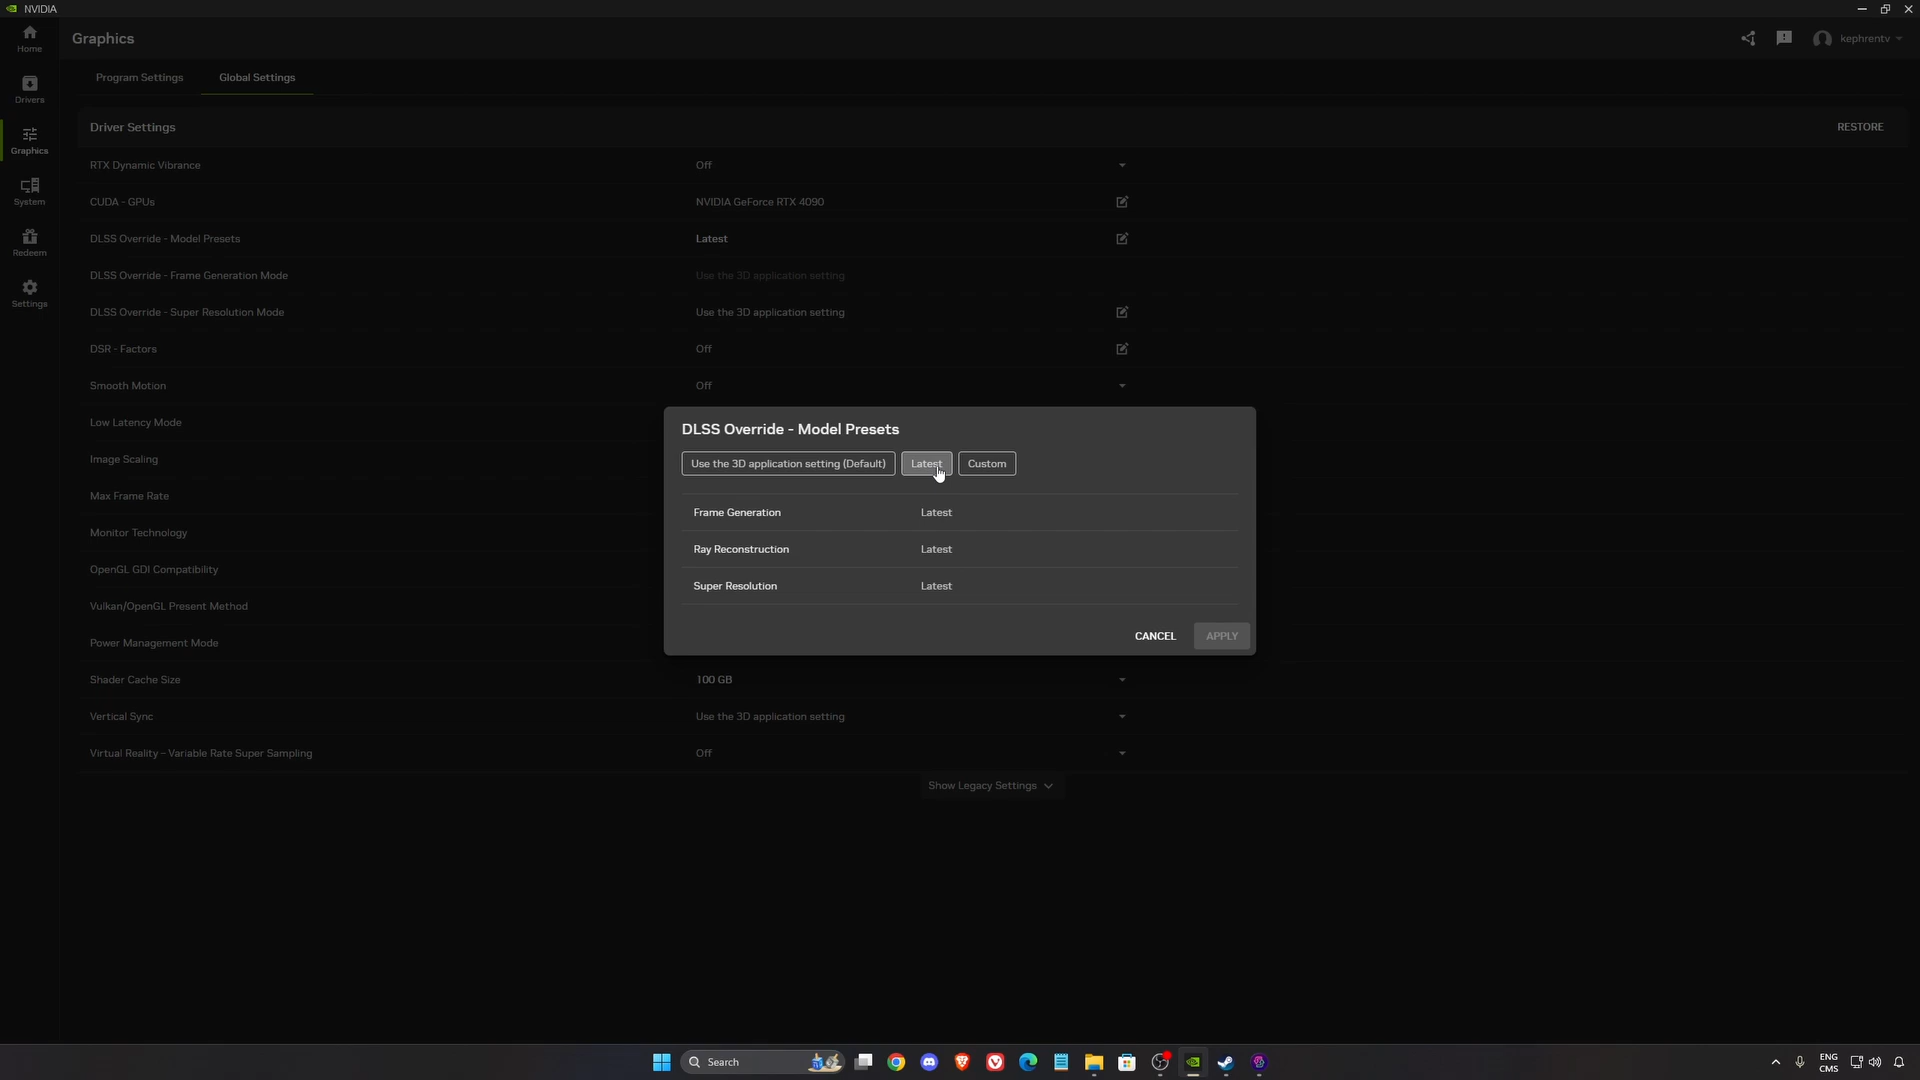 NVIDIA
Home
Graphics
kephrentv
Program Settings
Global Settings
Drivers
Driver Settings
RESTORE
Graphics
RTX Dynamic Vibrance
Off
System
CUDA - GPUs
NVIDIA GeForce RTX 4090
DLSS Override - Model Presets
Latest
Redeem
DLSS Override - Frame Generation Mode
Use the 3D application setting
Settings
DLSS Override - Super Resolution Mode
Use the 3D application setting
DSR - Factors
Off
Smooth Motion
Off
Low Latency Mode
DLSS Override - Model Presets
Image Scaling
Use the 3D application setting (Default)
Latest
Custom
Max Frame Rate
Frame Generation
Latest
Monitor Technology
Ray Reconstruction
Latest
OpenGL GDI Compatibility
Super Resolution
Latest
Vulkan/OpenGL Present Method
Power Management Mode
CANCEL
APPLY
Shader Cache Size
100 GB
Vertical Sync
Use the 3D application setting
Virtual Reality – Variable Rate Super Sampling
Off
Show Legacy Settings
Search
ENG
CMS